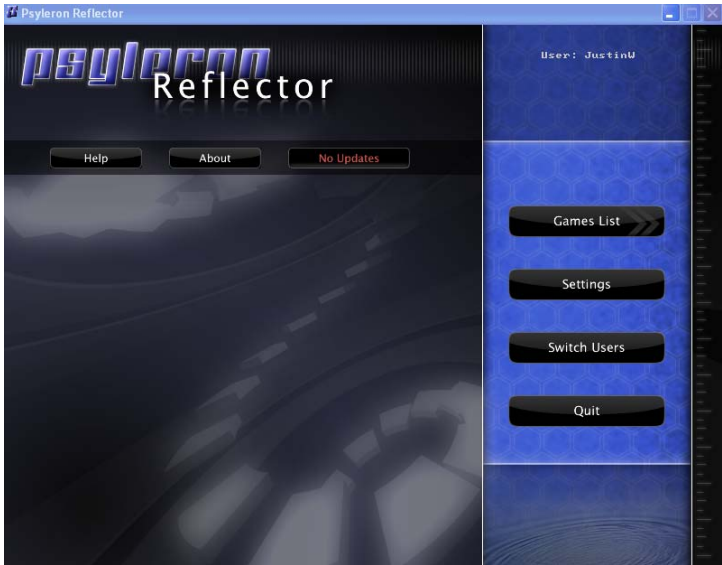 Psyleron Reflector
psyleron
Reflector
User: JustinW
Help
About
No Updates
Games List
Settings
Switch Users
Quit